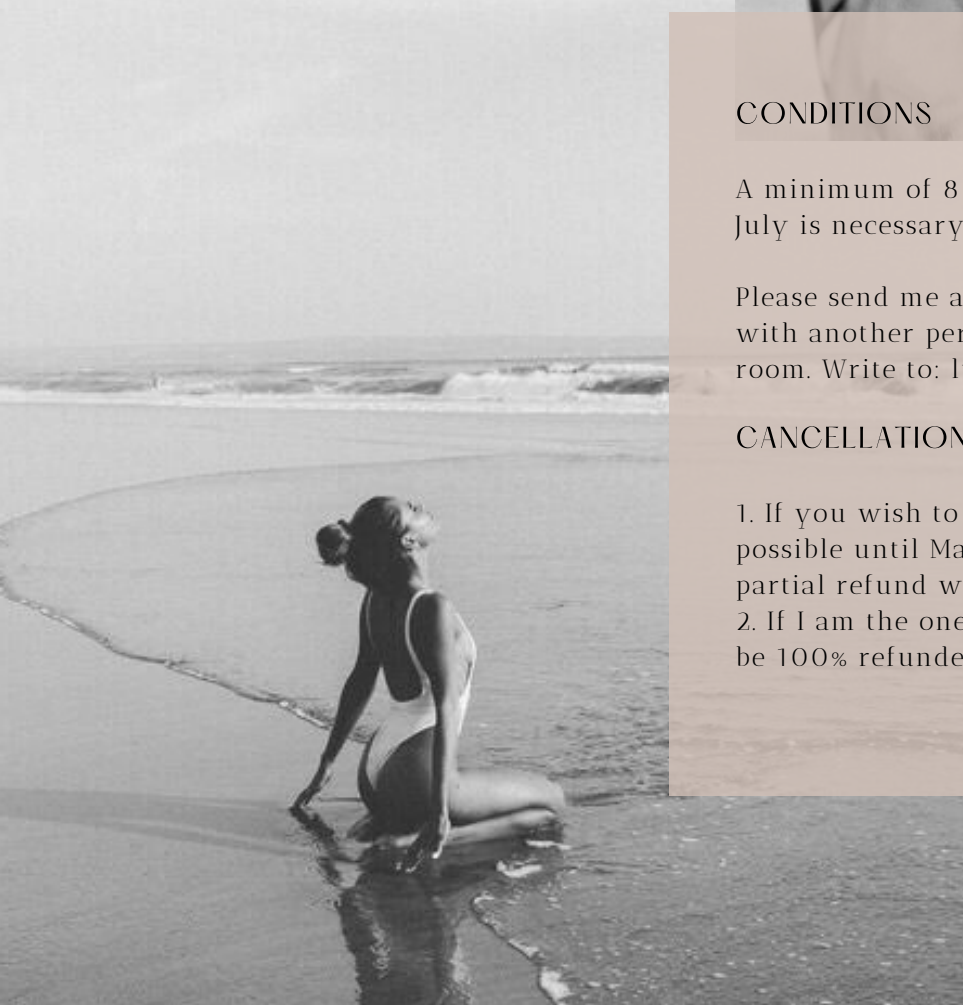 CONDITIONS
A minimum of 8
July is necessary
Please send me a
with another per
room. Write to: l
CANCELLATION
1. If you wish to
possible until Ma
partial refund w
2. If I am the one
be 100% refunde